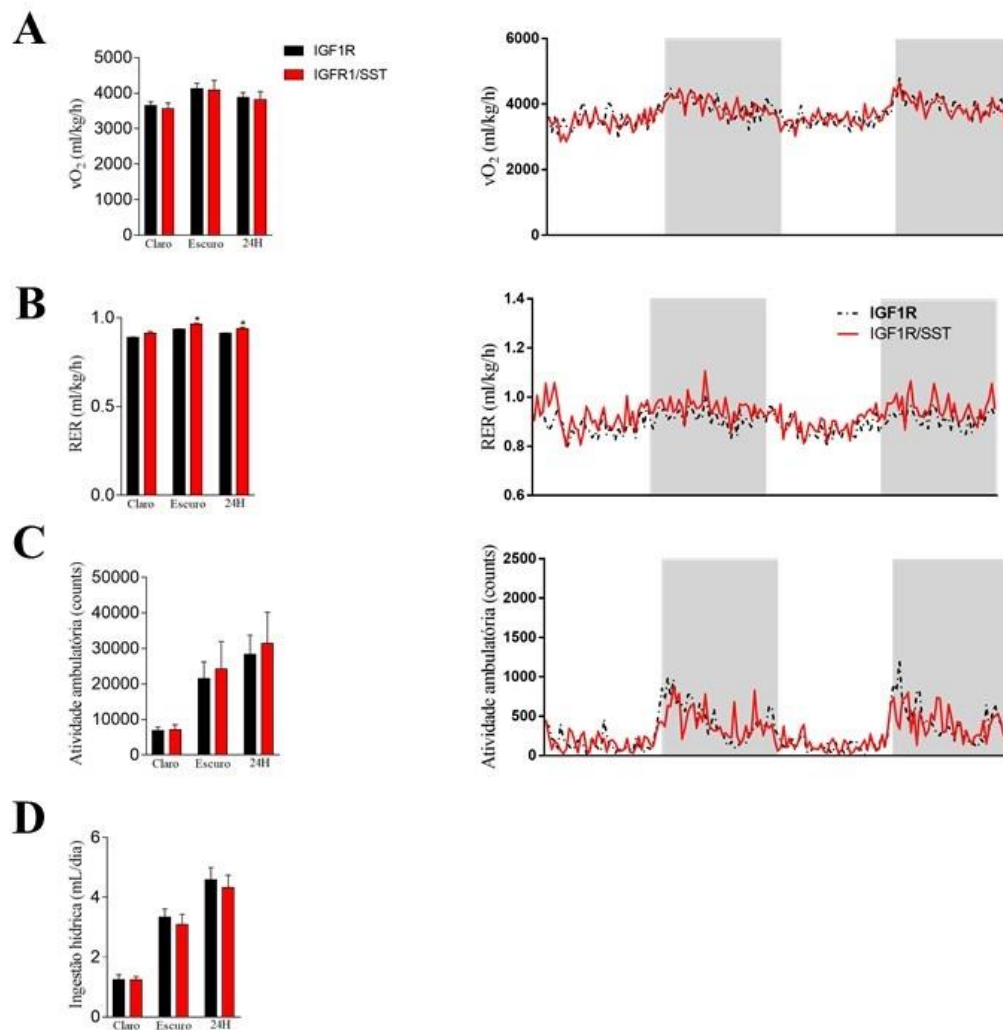 A
IGF1R
IGFR1/SST
vO₂ (ml/kg/h)
5000
4000
3000
2000
1000
0
Claro Escuro 24H
vO₂ (ml/kg/h)
6000
4000
2000
0
B
RER (ml/kg/h)
1.0
0.5
0.0
* *
Claro Escuro 24H
RER (ml/kg/h)
1.4
1.2
1.0
0.8
0.6
IGF1R
IGF1R/SST
C
Atividade ambulatória (counts)
50000
40000
30000
20000
10000
0
Claro Escuro 24H
Atividade ambulatória (counts)
2500
2000
1500
1000
500
0
D
Ingestão hídrica (mL/dia)
6
4
2
0
Claro Escuro 24H